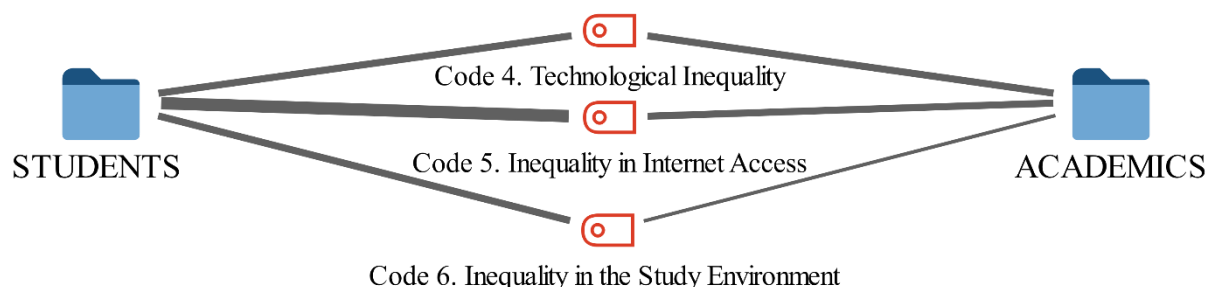 Code 4. Technological Inequality
STUDENTS
Code 5. Inequality in Internet Access
ACADEMICS
Code 6. Inequality in the Study Environment